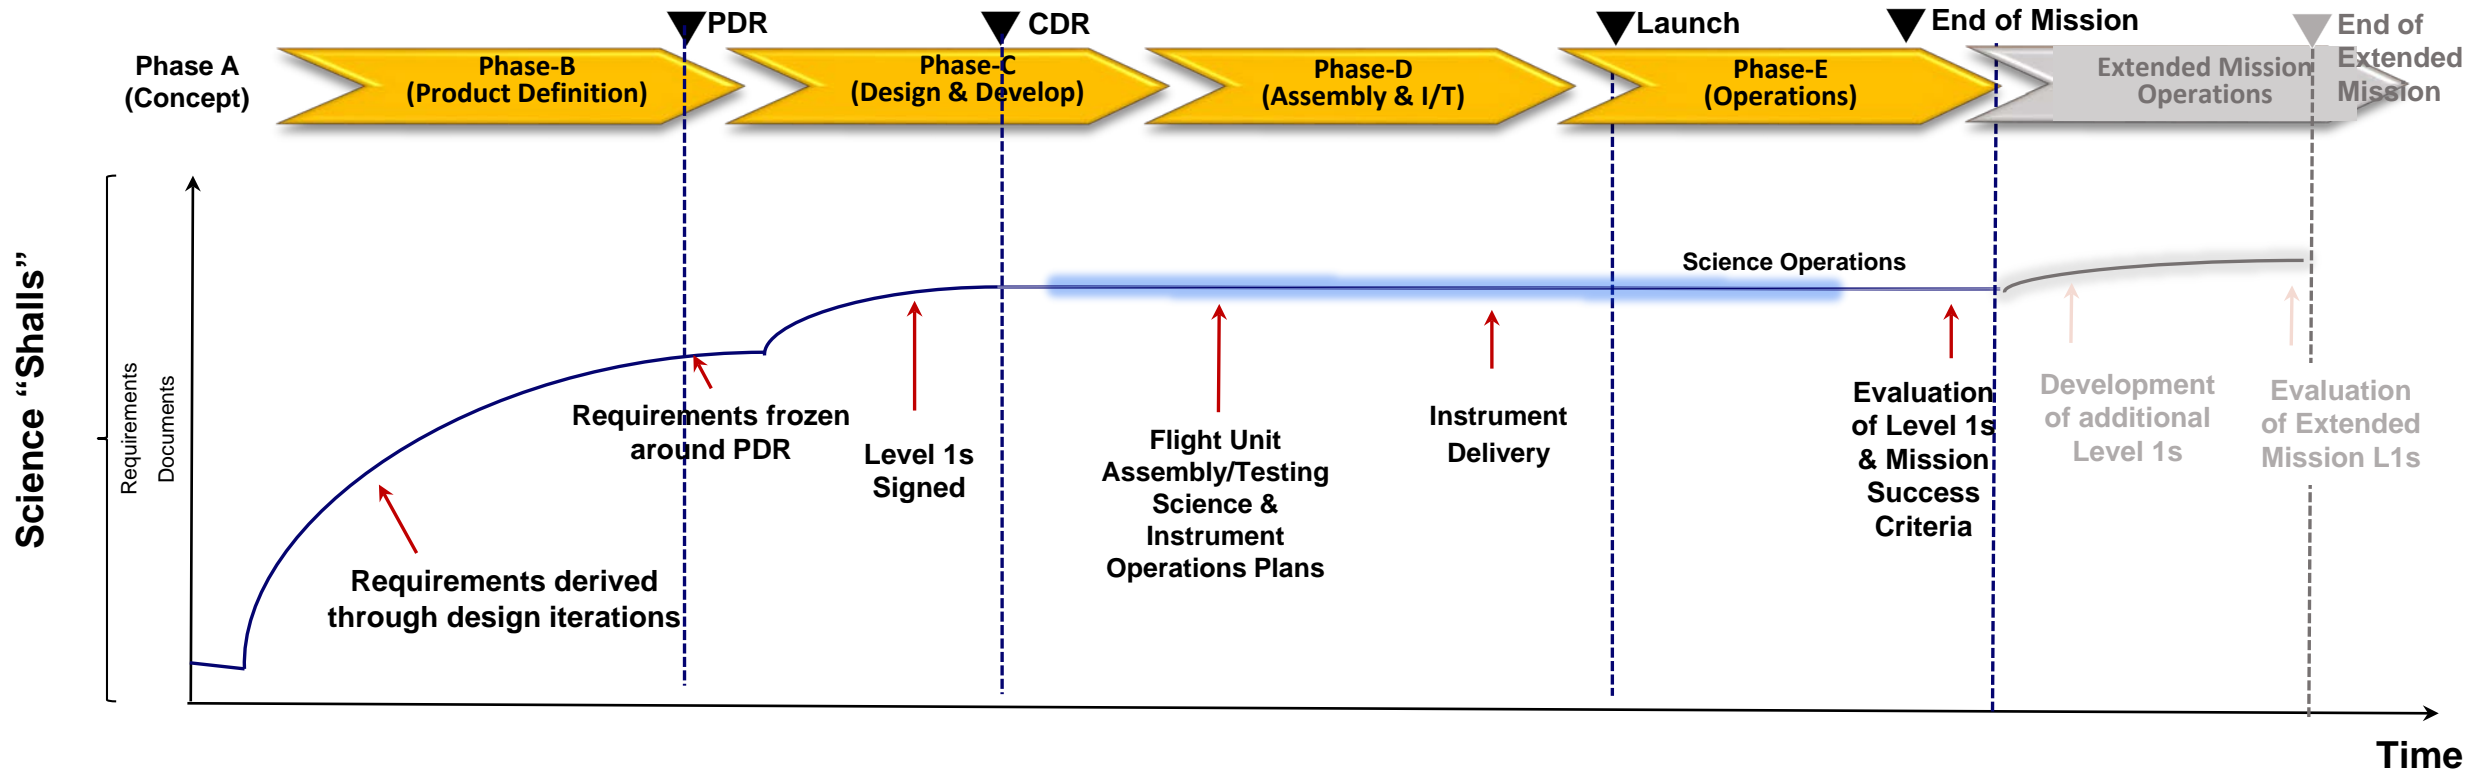 PDR
CDR
Launch
End of Mission
End of
Extended
Mission
Phase A
(Concept)
Phase-B
(Product Definition)
Phase-C
(Design & Develop)
Phase-D
(Assembly & I/T)
Phase-E
(Operations)
Extended Mission
Operations
Science “Shalls”
Requirements
Documents
Science Operations
Requirements derived
through design iterations
Requirements frozen
around PDR
Level 1s
Signed
Flight Unit
Assembly/Testing
Science &
Instrument
Operations Plans
Instrument
Delivery
Evaluation
of Level 1s
& Mission
Success
Criteria
Development
of additional
Level 1s
Evaluation
of Extended
Mission L1s
Time